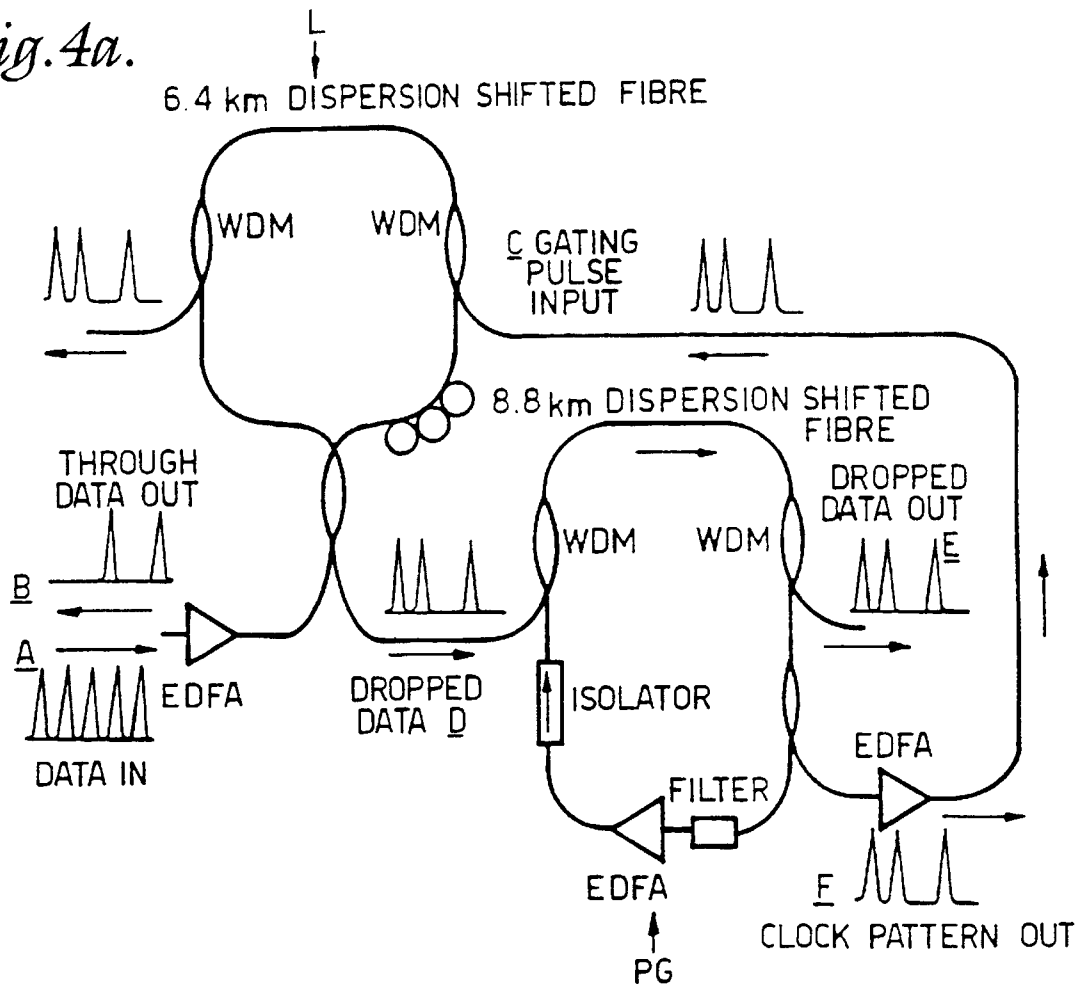 ig.4a.
L
6.4 km DISPERSION SHIFTED FIBRE
WDM
WDM
C GATING
PULSE
INPUT
8.8 km DISPERSION SHIFTED
FIBRE
THROUGH
DATA OUT
DROPPED
DATA OUT
E
WDM
WDM
B
A
EDFA
DATA IN
DROPPED
DATA D
ISOLATOR
EDFA
FILTER
EDFA
F
CLOCK PATTERN OUT
PG